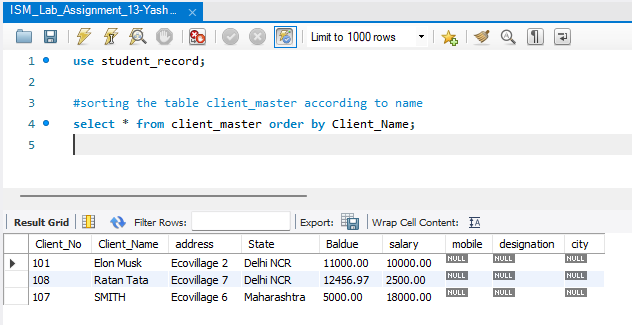 ISM_Lab_Assignment_13-Yash... ×
Limit to 1000 rows
1 use student_record;
2
3 #sorting the table client_master according to name
4 select * from client_master order by Client_Name;
5
Result Grid Filter Rows: Export: Wrap Cell Content: IA
Client_No Client_Name address State Baldue salary mobile designation city
101 Elon Musk Ecovillage 2 Delhi NCR 11000.00 10000.00 NULL NULL NULL
108 Ratan Tata Ecovillage 7 Delhi NCR 12456.97 2500.00 NULL NULL NULL
107 SMITH Ecovillage 6 Maharashtra 5000.00 18000.00 NULL NULL NULL